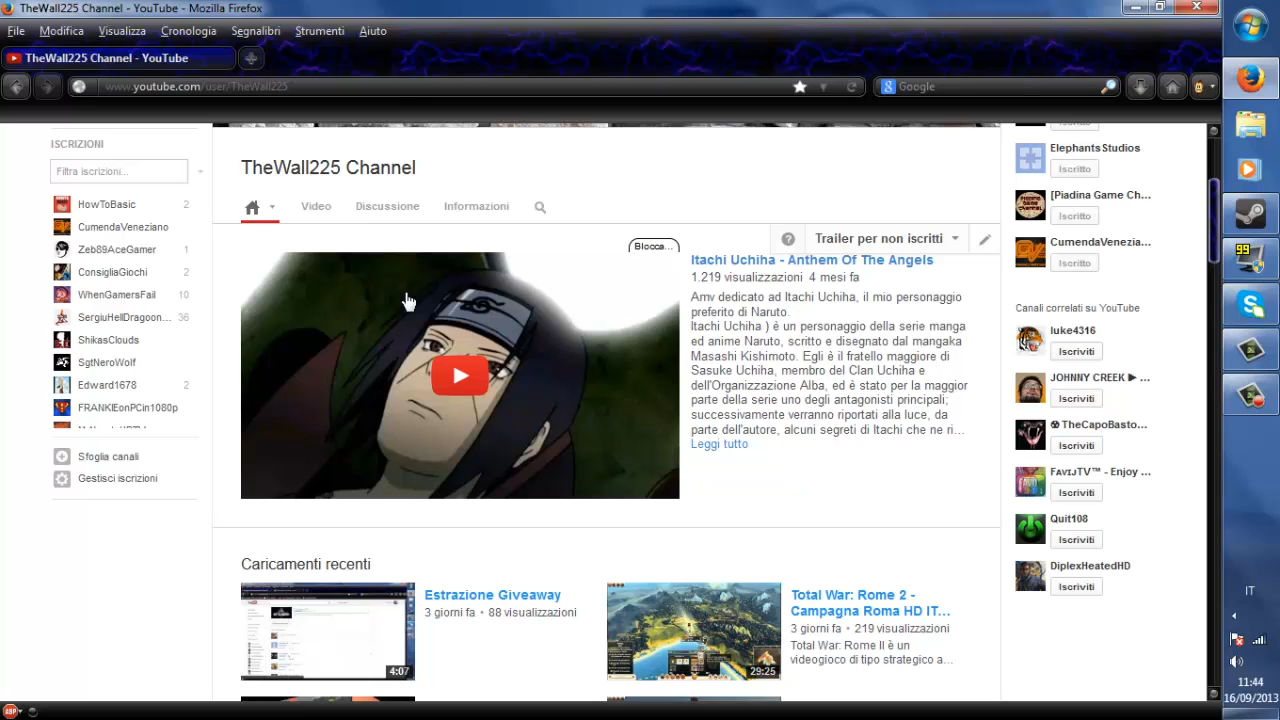 TheWall225 Channel - YouTube - Mozilla Firefox
File Modifica Visualizza Cronologia Segnalibri Strumenti Aiuto
TheWall225 Channel - YouTube
www.youtube.com/user/TheWall225
Google
ISCRIZIONI
Filtra iscrizioni...
HowToBasic 2
CumendaVeneziano
Zeb89AceGamer 1
ConsigliaGiochi 2
WhenGamersFail 10
SergiuHellDragoon... 36
ShikasClouds
SgtNeroWolf
Edward1678 2
FRANKIEonPCin1080p
Sfoglia canali
Gestisci iscrizioni
TheWall225 Channel
Video Discussione Informazioni
Blocca...
Trailer per non iscritti
Itachi Uchiha - Anthem Of The Angels
1.219 visualizzazioni 4 mesi fa
Amv dedicato ad Itachi Uchiha, il mio personaggio
preferito di Naruto.
Itachi Uchiha ) è un personaggio della serie manga
ed anime Naruto, scritto e disegnato dal mangaka
Masashi Kishimoto. Egli è il fratello maggiore di
Sasuke Uchiha, membro del Clan Uchiha e
dell'Organizzazione Alba, ed è stato per la maggior
parte della serie uno degli antagonisti principali;
successivamente verranno riportati alla luce, da
parte dell'autore, alcuni segreti di Itachi che ne ri...
Leggi tutto
Caricamenti recenti
4:07
Estrazione Giveaway
3 giorni fa • 88 visualizzazioni
29:25
Total War: Rome 2 -
Campagna Roma HD IT...
3 giorni fa • 219 visualizzazioni
Total War: Rome II è un
videogioco di tipo strategico a...
Iscritto
ElephantsStudios
Iscritto
[Piadina Game Ch...
Iscritto
CumendaVenezia...
Iscritto
Canali correlati su YouTube
luke4316
Iscriviti
JOHNNY CREEK ▶ ...
Iscriviti
☢ TheCapoBasto...
Iscriviti
FᴀᴠɪᴊTV™ - Enjoy ...
Iscriviti
Quit108
Iscriviti
DiplexHeatedHD
Iscriviti
99
IT
11:44
16/09/2013
ABP